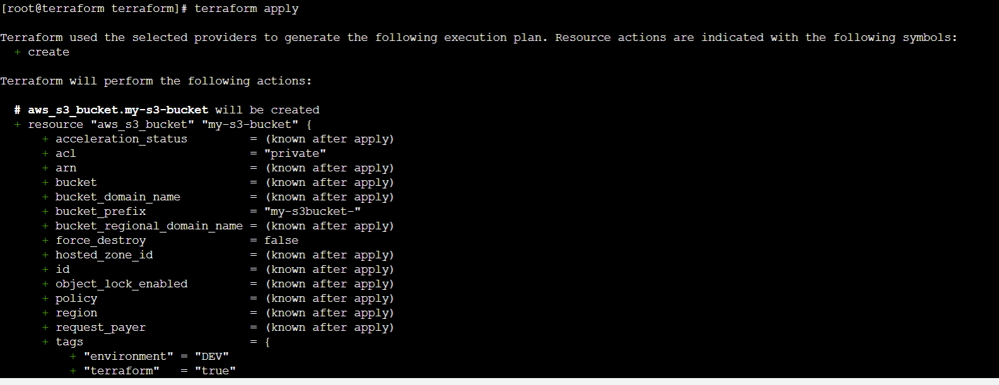 [root@terraform terraform]# terraform apply
Terraform used the selected providers to generate the following execution plan. Resource actions are indicated with the following symbols:
+ create
Terraform will perform the following actions:
# aws_s3_bucket.my-s3-bucket will be created
+ resource "aws_s3_bucket" "my-s3-bucket" {
+ acceleration_status = (known after apply)
+ acl = "private"
+ arn = (known after apply)
+ bucket = (known after apply)
+ bucket_domain_name = (known after apply)
+ bucket_prefix = "my-s3bucket-"
+ bucket_regional_domain_name = (known after apply)
+ force_destroy = false
+ hosted_zone_id = (known after apply)
+ id = (known after apply)
+ object_lock_enabled = (known after apply)
+ policy = (known after apply)
+ region = (known after apply)
+ request_payer = (known after apply)
+ tags = {
+ "environment" = "DEV"
+ "terraform" = "true"